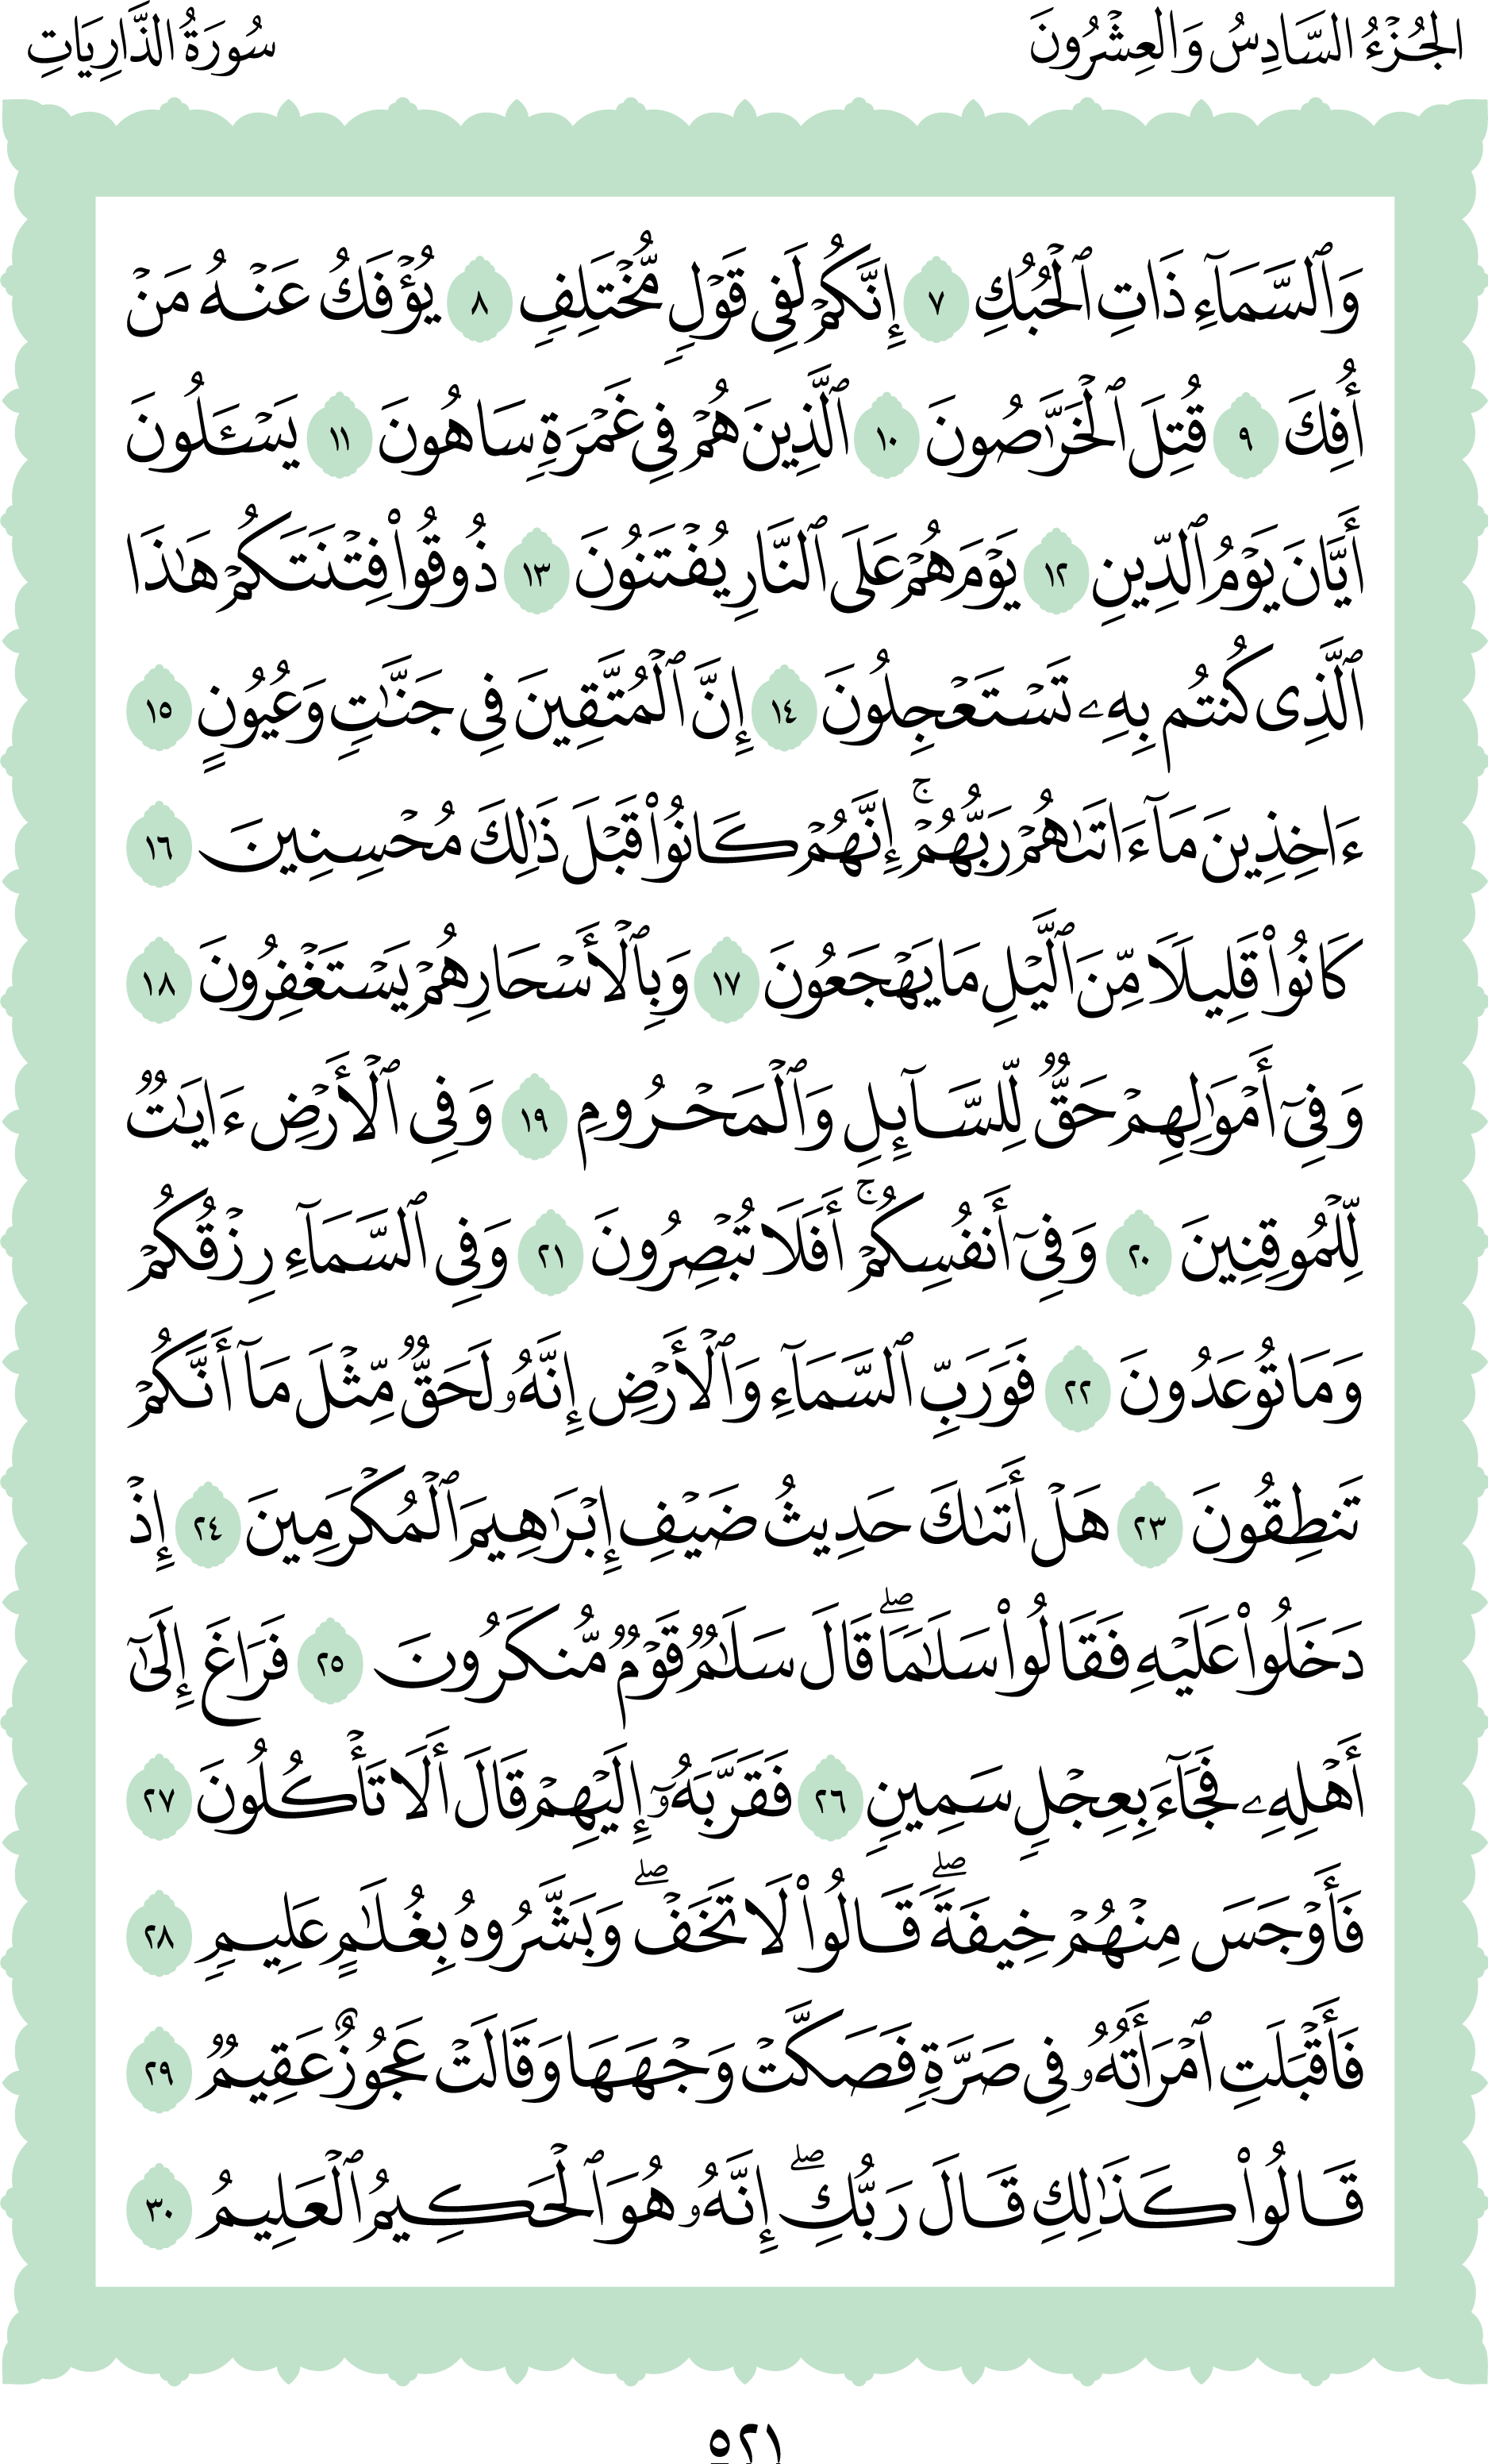 الجُزْءُ السَّادِسُ وَالعِشْرُونَ
سُورَةُ الذَّارِيَاتِ
وَٱلسَّمَآءِ ذَاتِ ٱلْحُبُكِ ٧ إِنَّكُمْ لَفِى قَوْلٍ مُّخْتَلِفٍ ٨ يُؤْفَكُ عَنْهُ مَنْ
أُفِكَ ٩ قُتِلَ ٱلْخَرَّٰصُونَ ١٠ ٱلَّذِينَ هُمْ فِى غَمْرَةٍ سَاهُونَ ١١ يَسْـَٔلُونَ
أَيَّانَ يَوْمُ ٱلدِّينِ ١٢ يَوْمَ هُمْ عَلَى ٱلنَّارِ يُفْتَنُونَ ١٣ ذُوقُوا۟ فِتْنَتَكُمْ هَٰذَا
ٱلَّذِى كُنتُم بِهِۦ تَسْتَعْجِلُونَ ١٤ إِنَّ ٱلْمُتَّقِينَ فِى جَنَّٰتٍ وَعُيُونٍ ١٥
ءَاخِذِينَ مَآ ءَاتَىٰهُمْ رَبُّهُمْ ۚ إِنَّهُمْ كَانُوا۟ قَبْلَ ذَٰلِكَ مُحْسِنِينَ ١٦
كَانُوا۟ قَلِيلًا مِّنَ ٱلَّيْلِ مَا يَهْجَعُونَ ١٧ وَبِٱلْأَسْحَارِ هُمْ يَسْتَغْفِرُونَ ١٨
وَفِىٓ أَمْوَٰلِهِمْ حَقٌّ لِّلسَّآئِلِ وَٱلْمَحْرُومِ ١٩ وَفِى ٱلْأَرْضِ ءَايَٰتٌ
لِّلْمُوقِنِينَ ٢٠ وَفِىٓ أَنفُسِكُمْ ۚ أَفَلَا تُبْصِرُونَ ٢١ وَفِى ٱلسَّمَآءِ رِزْقُكُمْ
وَمَا تُوعَدُونَ ٢٢ فَوَرَبِّ ٱلسَّمَآءِ وَٱلْأَرْضِ إِنَّهُۥ لَحَقٌّ مِّثْلَ مَآ أَنَّكُمْ
تَنطِقُونَ ٢٣ هَلْ أَتَىٰكَ حَدِيثُ ضَيْفِ إِبْرَٰهِيمَ ٱلْمُكْرَمِينَ ٢٤ إِذْ
دَخَلُوا۟ عَلَيْهِ فَقَالُوا۟ سَلَٰمًا ۖ قَالَ سَلَٰمٌ قَوْمٌ مُّنكَرُونَ ٢٥ فَرَاغَ إِلَىٰٓ
أَهْلِهِۦ فَجَآءَ بِعِجْلٍ سَمِينٍ ٢٦ فَقَرَّبَهُۥٓ إِلَيْهِمْ قَالَ أَلَا تَأْكُلُونَ ٢٧
فَأَوْجَسَ مِنْهُمْ خِيفَةً ۖ قَالُوا۟ لَا تَخَفْ ۖ وَبَشَّرُوهُ بِغُلَٰمٍ عَلِيمٍ ٢٨
فَأَقْبَلَتِ ٱمْرَأَتُهُۥ فِى صَرَّةٍ فَصَكَّتْ وَجْهَهَا وَقَالَتْ عَجُوزٌ عَقِيمٌ ٢٩
قَالُوا۟ كَذَٰلِكِ قَالَ رَبُّكِ ۖ إِنَّهُۥ هُوَ ٱلْحَكِيمُ ٱلْعَلِيمُ ٣٠
٥٢١